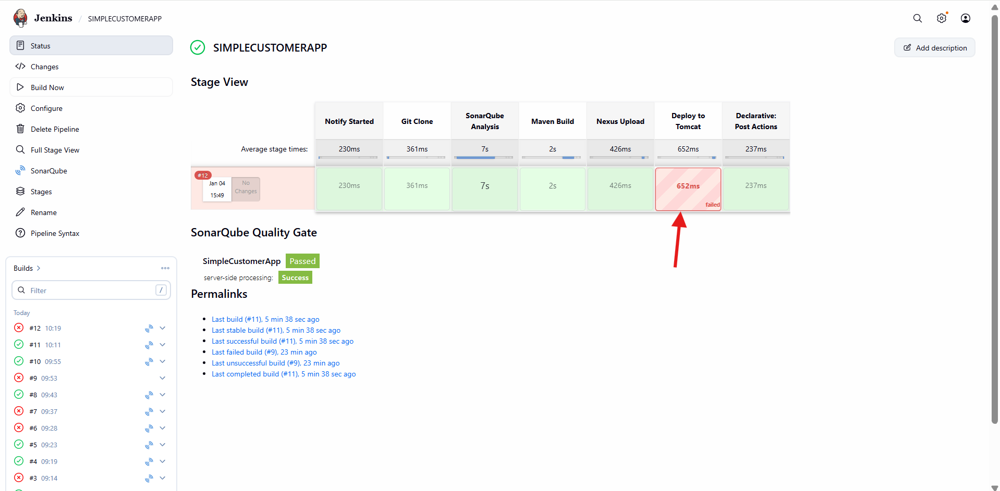 Jenkins / SIMPLECUSTOMERAPP
Status
Changes
Build Now
Configure
Delete Pipeline
Full Stage View
SonarQube
Stages
Rename
Pipeline Syntax
Builds
Filter /
Today
#12 10:19
#11 10:11
#10 09:55
#9 09:53
#8 09:43
#7 09:37
#6 09:28
#5 09:23
#4 09:19
#3 09:14
SIMPLECUSTOMERAPP
Add description
Stage View
Notify Started
Git Clone
SonarQube
Analysis
Maven Build
Nexus Upload
Deploy to
Tomcat
Declarative:
Post Actions
Average stage times: 230ms 361ms 7s 2s 426ms 652ms 237ms
#12
Jan 04
15:49
No
Changes
230ms 361ms 7s 2s 426ms 652ms 237ms
failed
SonarQube Quality Gate
SimpleCustomerApp Passed
server-side processing: Success
Permalinks
Last build (#11), 5 min 38 sec ago
Last stable build (#11), 5 min 38 sec ago
Last successful build (#11), 5 min 38 sec ago
Last failed build (#9), 23 min ago
Last unsuccessful build (#9), 23 min ago
Last completed build (#11), 5 min 38 sec ago